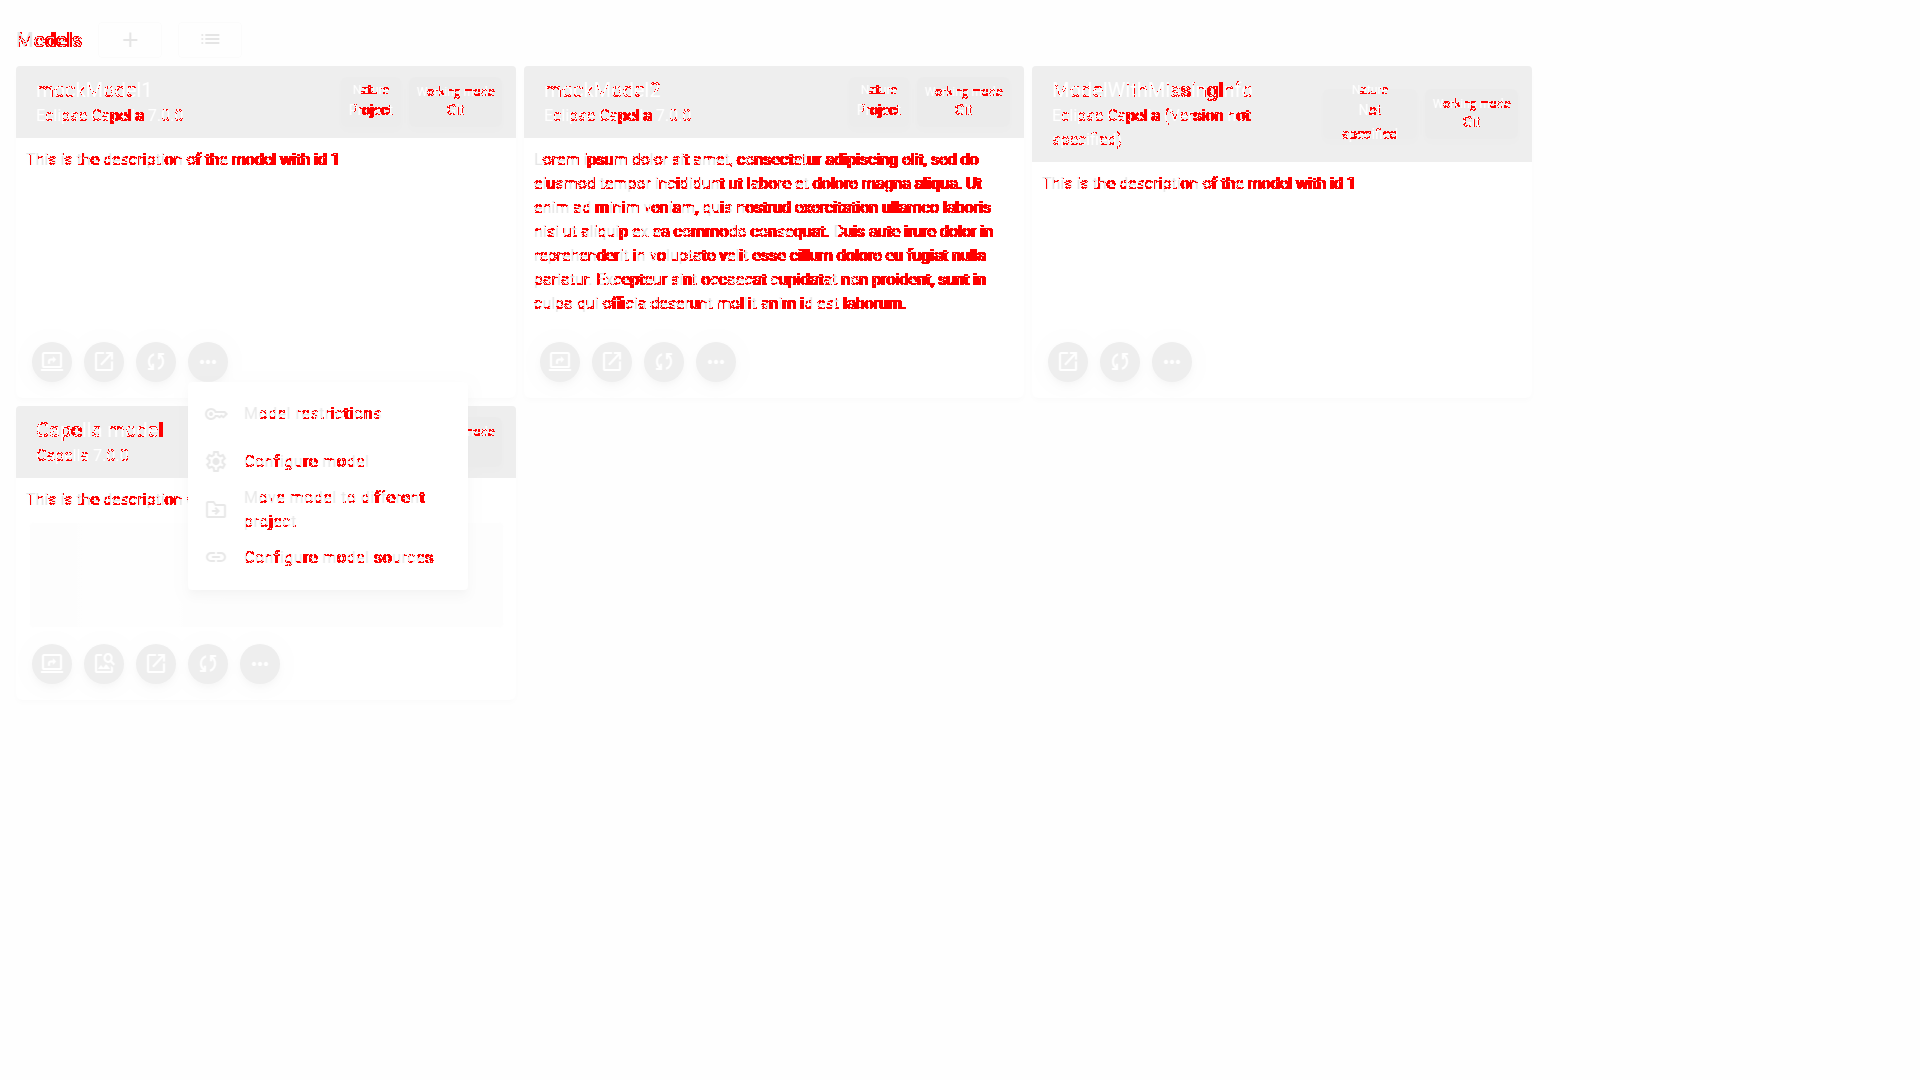 Models
mockModel1
Eclipse Capella 7.0.0
Nature
Project
Working mode
Git
This is the description of the model with id 1
mockModel2
Eclipse Capella 7.0.0
Nature
Project
Working mode
Git
Lorem ipsum dolor sit amet, consectetur adipiscing elit, sed do
eiusmod tempor incididunt ut labore et dolore magna aliqua. Ut
enim ad minim veniam, quis nostrud exercitation ullamco laboris
nisi ut aliquip ex ea commodo consequat. Duis aute irure dolor in
reprehenderit in voluptate velit esse cillum dolore eu fugiat nulla
pariatur. Excepteur sint occaecat cupidatat non proident, sunt in
culpa qui officia deserunt mollit anim id est laborum.
ModelWithMissingInfo
Eclipse Capella (Version not
specified)
Nature
Not
specified
Working mode
Git
This is the description of the model with id 1
Model restrictions
Configure model
Move model to different
project
Configure model sources
Capella model
Capella 7.0.0
This is the description